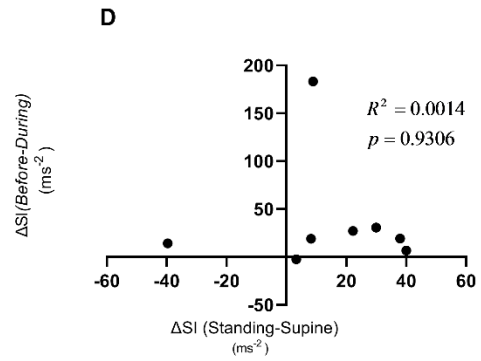 D
ΔSI(Before-During)
(ms⁻²)
200
150
100
50
-50
-60 -40 -20 20 40 60
R² = 0.0014
p = 0.9306
ΔSI (Standing-Supine)
(ms⁻²)